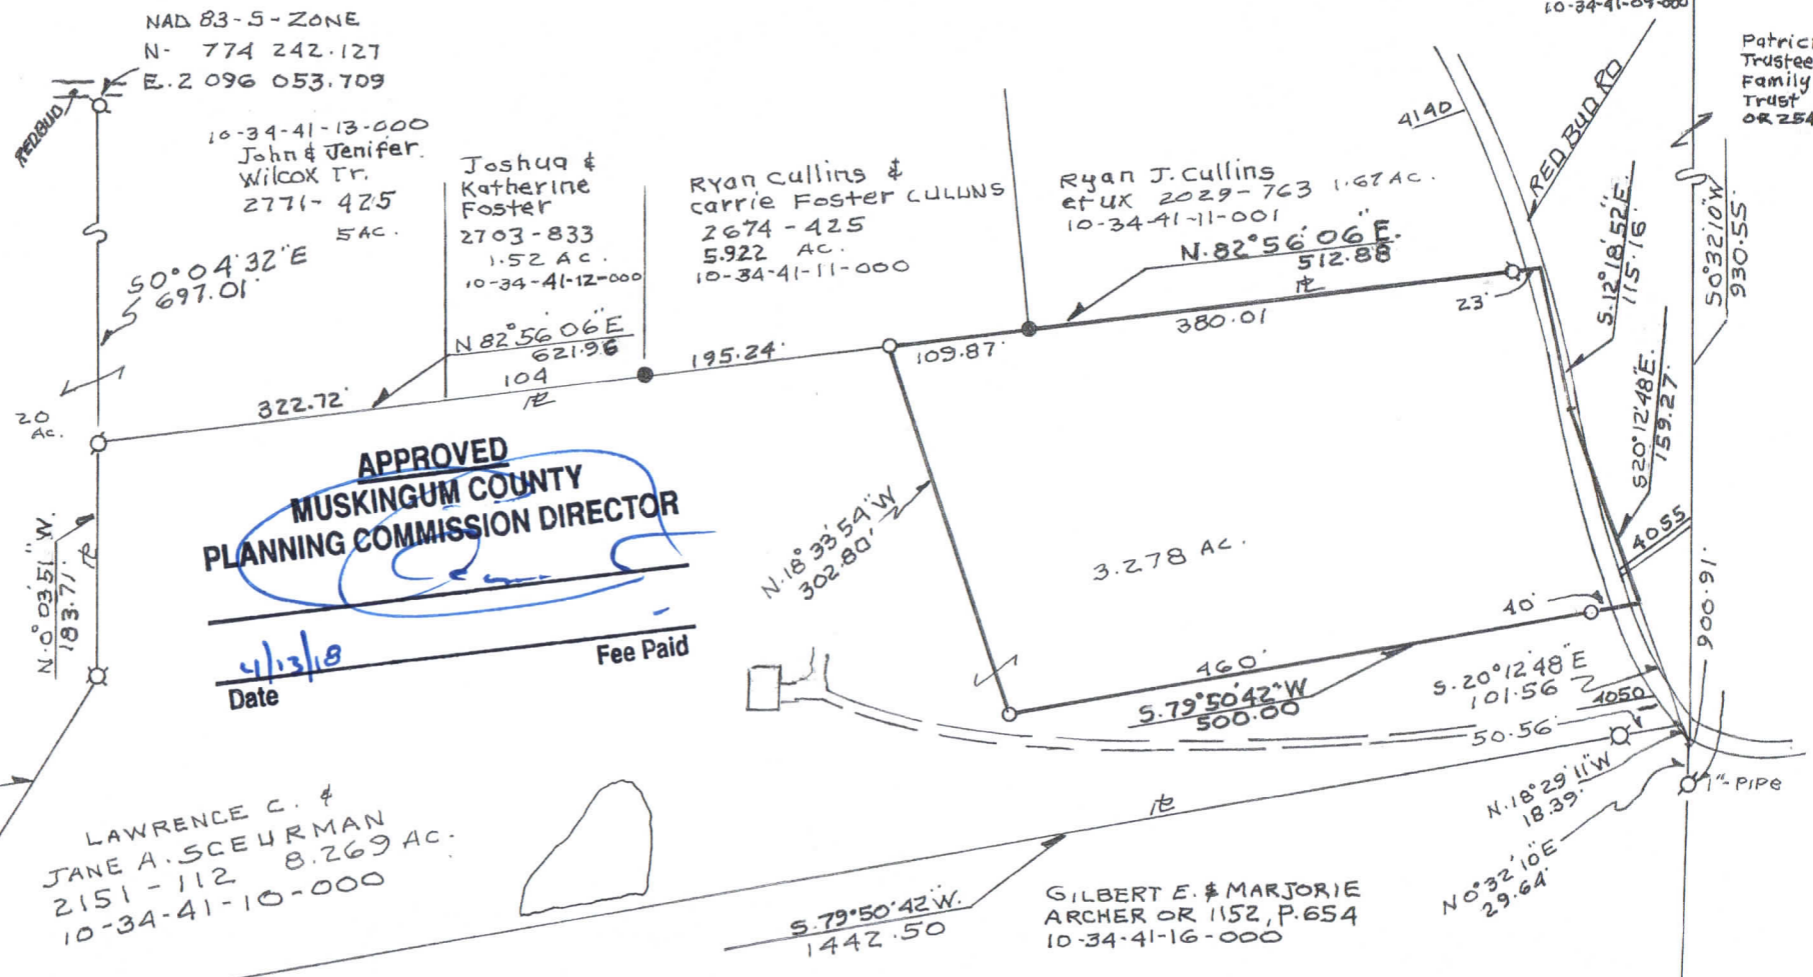 NAD 83-S-ZONE
N- 774 242.127
E.2 096 053.709
REDBUD
10-34-41-13-000
John & Jenifer.
Wilcox Tr.
2771-425
5 AC.
S0°04'32"E
697.01'
Joshua &
Katherine
Foster
2703-833
1.52 AC.
10-34-41-12-000
Ryan Cullins &
Carrie Foster CULLINS
2674-425
5.922 AC.
10-34-41-11-000
Ryan J. Cullins
et ux 2029-763 1.67 AC.
10-34-41-11-001
N.82°56'06"E.
512.88
10-34-41-09-000
4140
RED BUD RD
Patrici
Trustee
Family
Trust
OR 254
S.12°18'52"E.
115.16'
S0°32'10"W
930.55'
N 82°56'06"E
621.96
322.72'
104
PL
195.24'
109.87'
380.01
PL
23'
20
AC.
N.0°03'51"W.
183.71'
PL
APPROVED
MUSKINGUM COUNTY
PLANNING COMMISSION DIRECTOR
4/13/18
Date
Fee Paid
N.18°33'54"W
302.80'
3.278 AC.
S20°12'48"E.
159.27'
4055
900.91'
40'
460'
S.79°50'42"W
500.00
S.20°12'48"E
101.56
4050
50.56'
N.18°29'11"W
18.39'
1"-PIPE
N0°32'10"E
29.64'
PL
LAWRENCE C. &
JANE A. SCEURMAN
2151-112 8.269 AC.
10-34-41-10-000
S.79°50'42"W.
1442.50
GILBERT E. & MARJORIE
ARCHER OR 1152, P.654
10-34-41-16-000